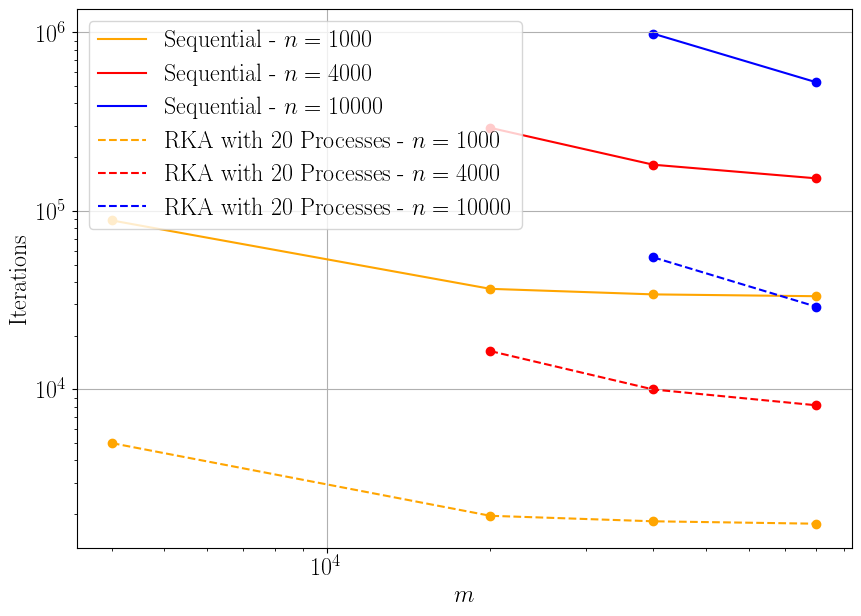 10^6
10^5
10^4
Iterations
Sequential - n = 1000
Sequential - n = 4000
Sequential - n = 10000
RKA with 20 Processes - n = 1000
RKA with 20 Processes - n = 4000
RKA with 20 Processes - n = 10000
10^4
m